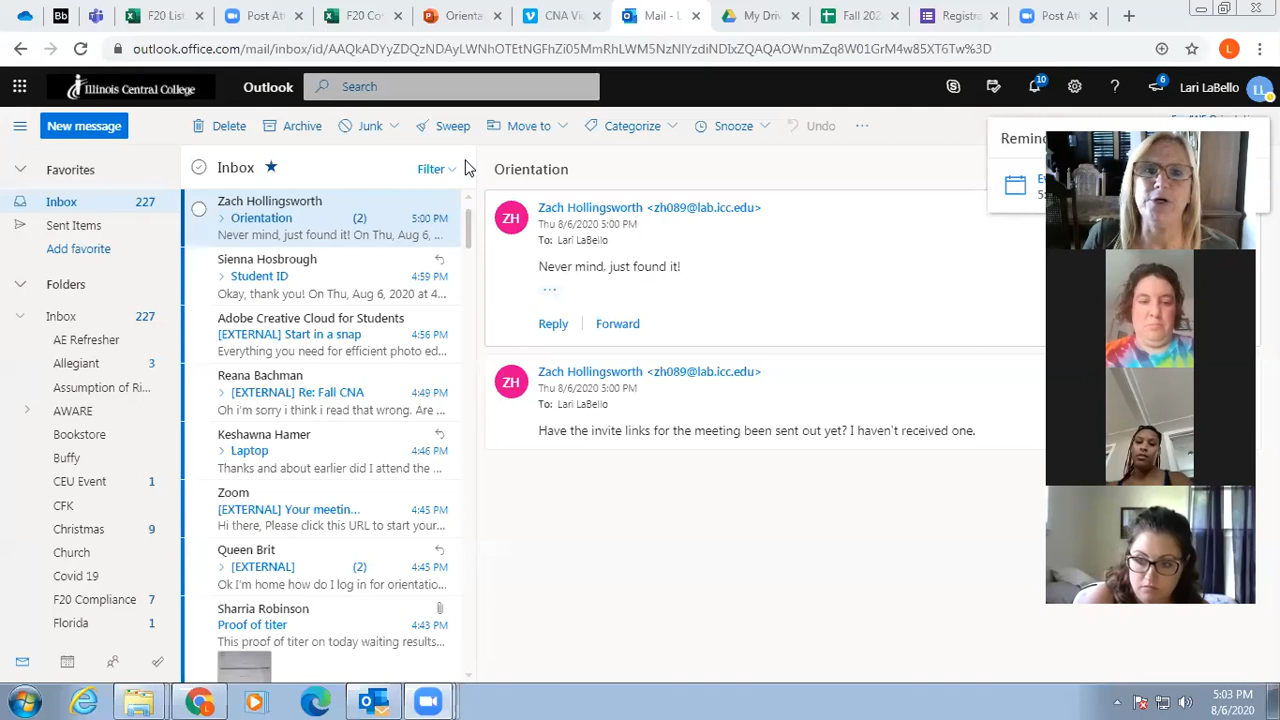 Bb
F20 List
Post Att
F20 Co
Orienta
CNA Vi
Mail - L
My Driv
Fall 202
Registra
Post Att
outlook.office.com/mail/inbox/id/AAQkADYyZDQzNDAyLWNhOTEtNGFhZi05MmRhLWM5NzNlYzdiNDIxZQAQAOWnmZq8W01GrM4w85XT6Tw%3D
L
Illinois Central College
Outlook
Search
10
?
6
Lari LaBello
LL
New message
Delete
Archive
Junk
Sweep
Move to
Categorize
Snooze
Undo
Favorites
Inbox 227
Sent Items
Add favorite
Folders
Inbox 227
AE Refresher
Allegiant 3
Assumption of Ri...
AWARE
Bookstore
Buffy
CEU Event 1
CFK
Christmas 9
Church
Covid 19
F20 Compliance 7
Florida 1
Inbox
Filter
Zach Hollingsworth
Orientation (2) 5:00 PM
Never mind, just found it! On Thu, Aug 6, ...
Sienna Hosbrough
Student ID 4:59 PM
Okay, thank you! On Thu, Aug 6, 2020 at 4...
Adobe Creative Cloud for Students
[EXTERNAL] Start in a snap 4:56 PM
Everything you need for efficient photo ed...
Reana Bachman
[EXTERNAL] Re: Fall CNA 4:49 PM
Oh i'm sorry i think i read that wrong. Are ...
Keshawna Hamer
Laptop 4:46 PM
Thanks and about earlier did I attend the ...
Zoom
[EXTERNAL] Your meetin... 4:45 PM
Hi there, Please click this URL to start your...
Queen Brit
[EXTERNAL] (2) 4:45 PM
Ok I'm home how do I log in for orientatio...
Sharria Robinson
Proof of titer 4:43 PM
This proof of titer on today waiting results...
Orientation
ZH
Zach Hollingsworth <zh089@lab.icc.edu>
Thu 8/6/2020 5:00 PM
To: Lari LaBello
Never mind, just found it!
...
Reply
Forward
ZH
Zach Hollingsworth <zh089@lab.icc.edu>
Thu 8/6/2020 5:00 PM
To: Lari LaBello
Have the invite links for the meeting been sent out yet? I haven't received one.
Remind
5:03 PM
8/6/2020